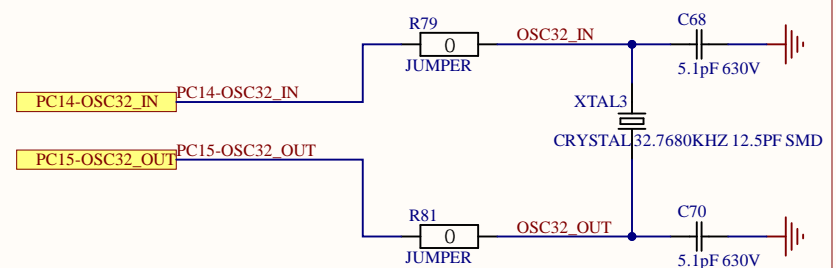 R79
0
JUMPER
OSC32_IN
C68
5.1pF 630V
PC14-OSC32_IN
PC14-OSC32_IN
XTAL3
CRYSTAL 32.7680KHZ 12.5PF SMD
PC15-OSC32_OUT
PC15-OSC32_OUT
R81
0
JUMPER
OSC32_OUT
C70
5.1pF 630V